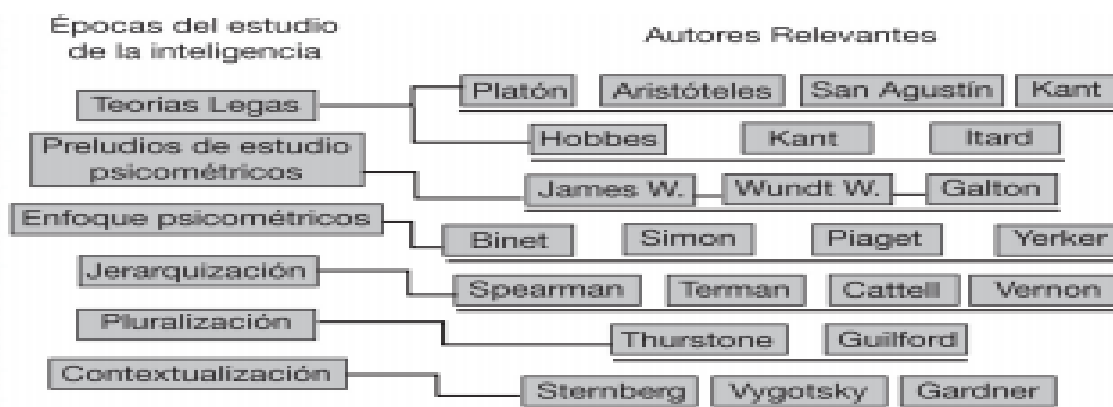 Épocas del estudio
de la inteligencia
Autores Relevantes
Teorias Legas
Platón Aristóteles San Agustín Kant
Hobbes Kant Itard
Preludios de estudio
psicométricos
James W. Wundt W. Galton
Enfoque psicométricos
Binet Simon Piaget Yerker
Jerarquización
Spearman Terman Cattell Vernon
Pluralización
Thurstone Guilford
Contextualización
Sternberg Vygotsky Gardner